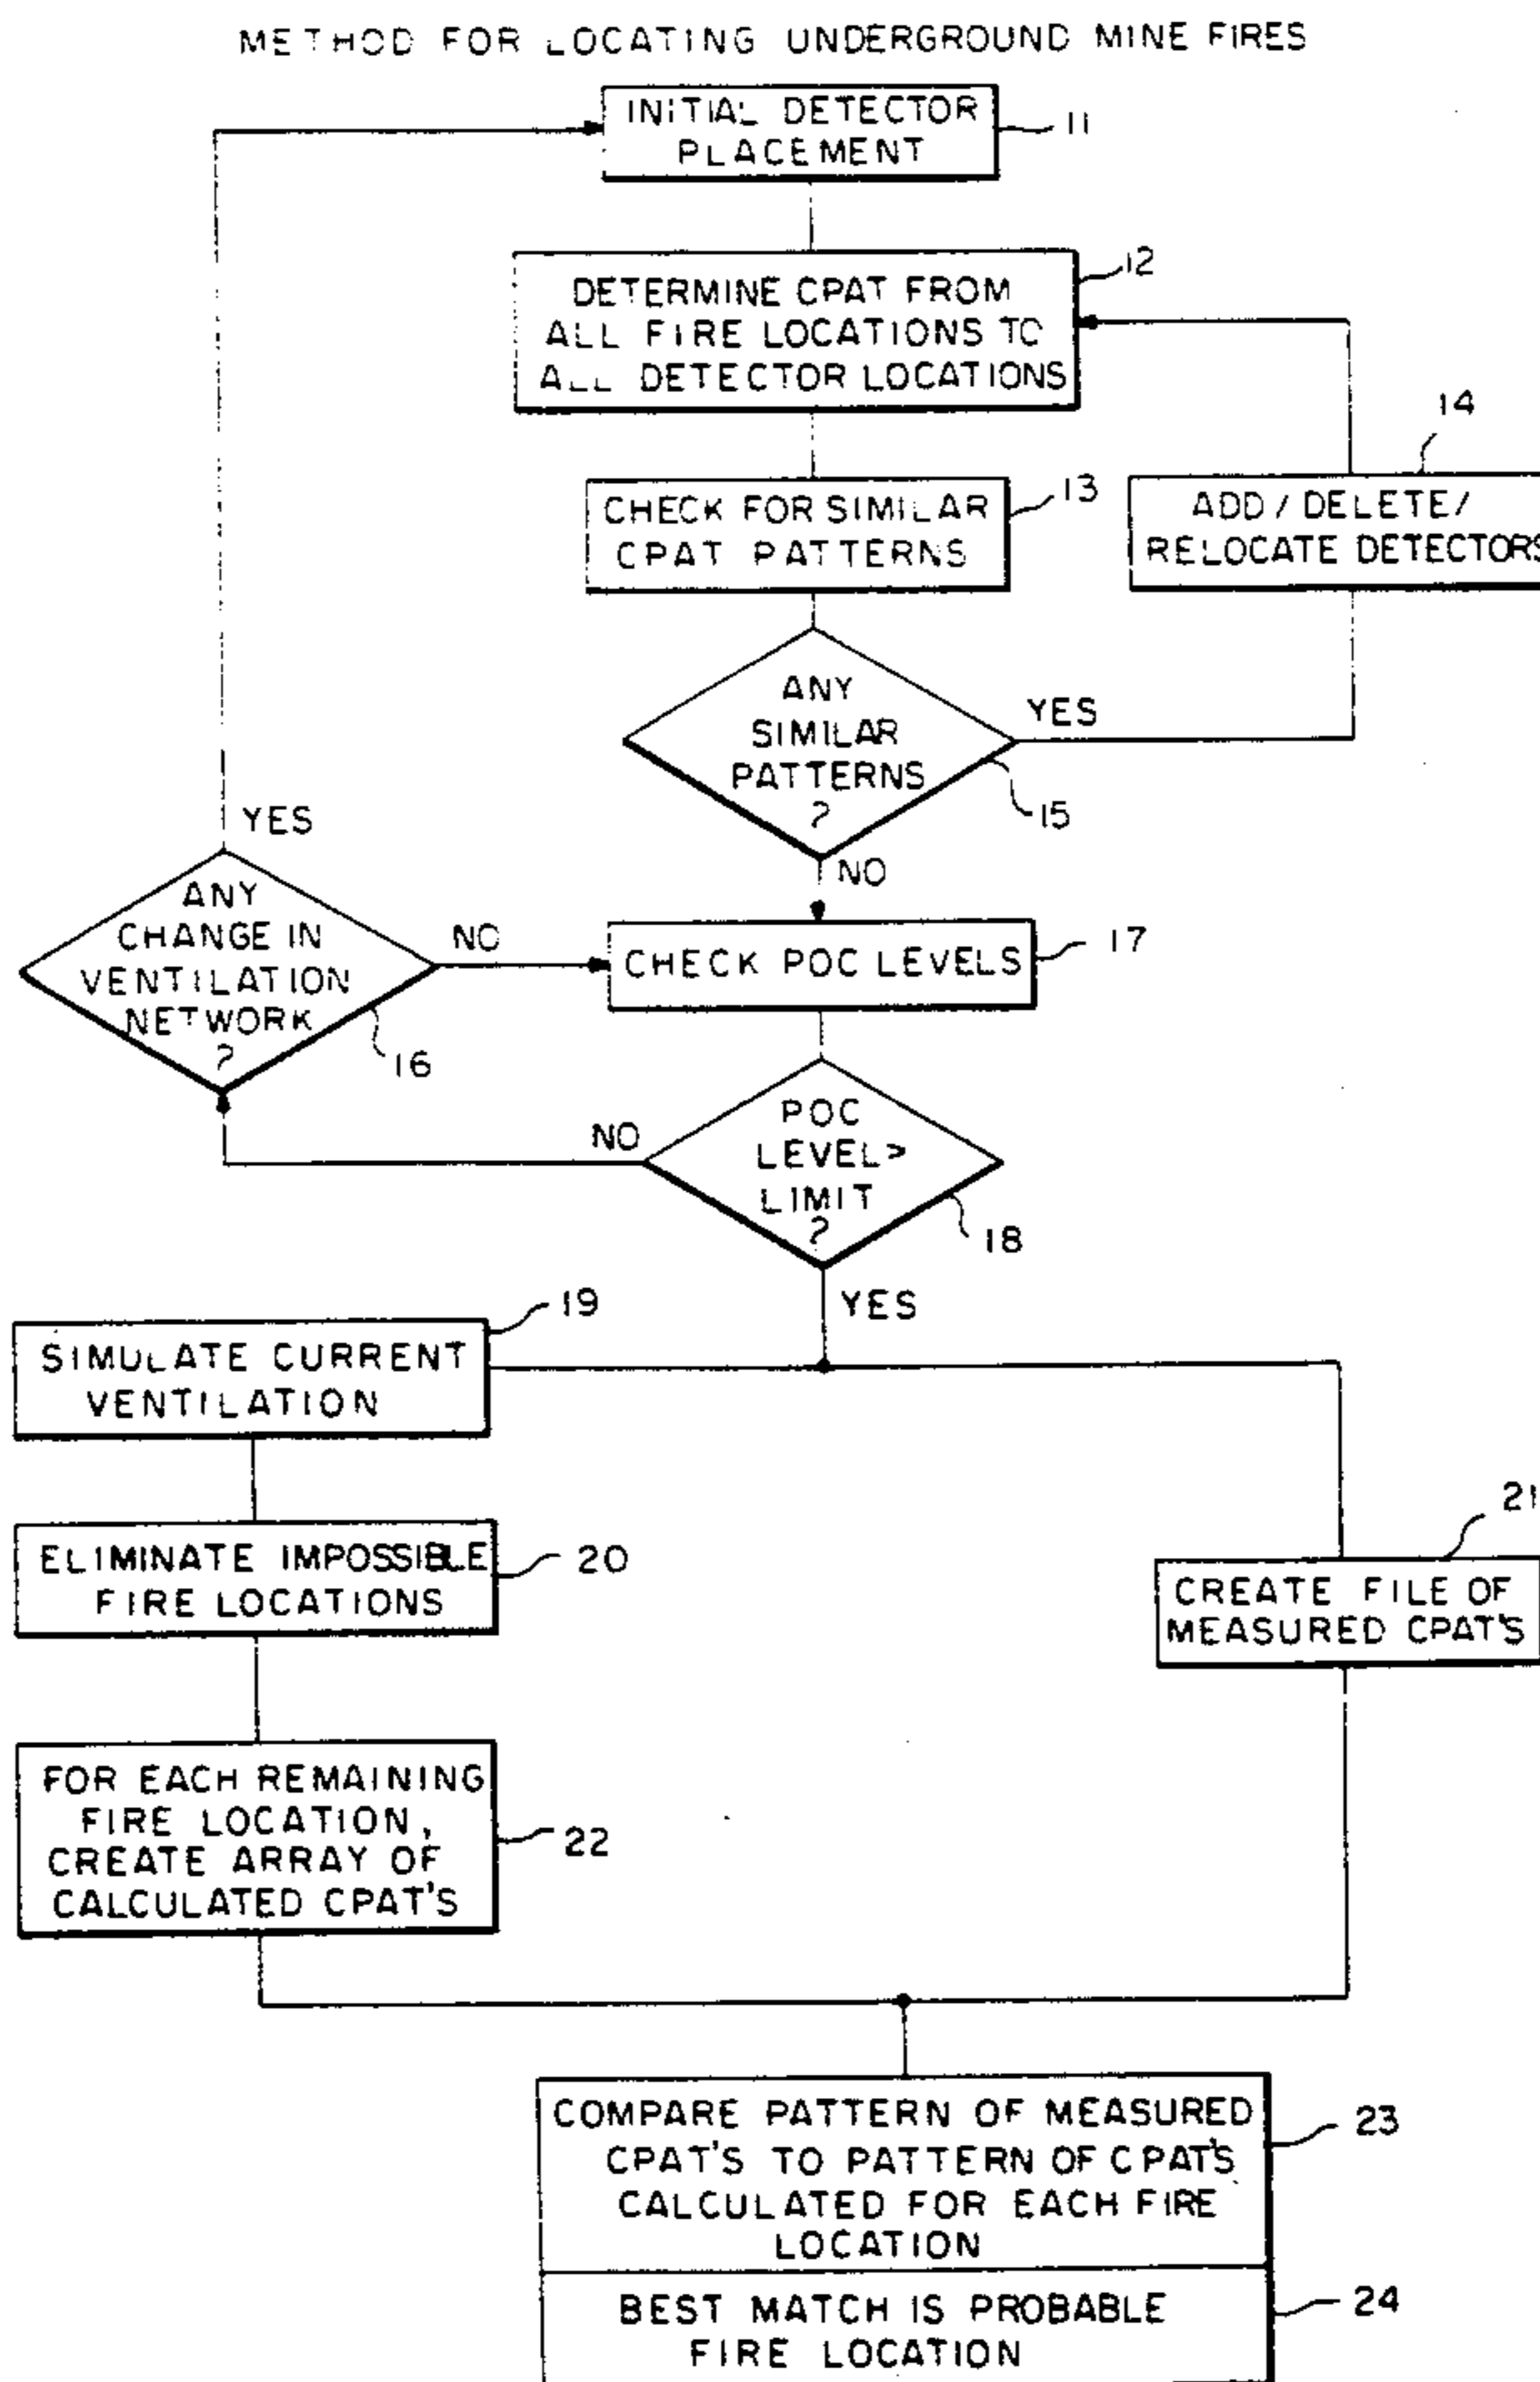 METHOD FOR LOCATING UNDERGROUND MINE FIRES
INITIAL DETECTOR
PLACEMENT
11
12
DETERMINE CPAT FROM
ALL FIRE LOCATIONS TO
ALL DETECTOR LOCATIONS
14
13
CHECK FOR SIMILAR
CPAT PATTERNS
ADD / DELETE /
RELOCATE DETECTORS
ANY
SIMILAR
PATTERNS
?
YES
15
NO
YES
ANY
CHANGE IN
VENTILATION
NETWORK
?
16
NO
CHECK POC LEVELS
17
POC
LEVEL>
LIMIT
?
NO
18
YES
19
SIMULATE CURRENT
VENTILATION
ELIMINATE IMPOSSIBLE
FIRE LOCATIONS
20
21
CREATE FILE OF
MEASURED CPAT'S
FOR EACH REMAINING
FIRE LOCATION,
CREATE ARRAY OF
CALCULATED CPAT'S
22
COMPARE PATTERN OF MEASURED
CPAT'S TO PATTERN OF CPAT'S
CALCULATED FOR EACH FIRE
LOCATION
23
BEST MATCH IS PROBABLE
FIRE LOCATION
24